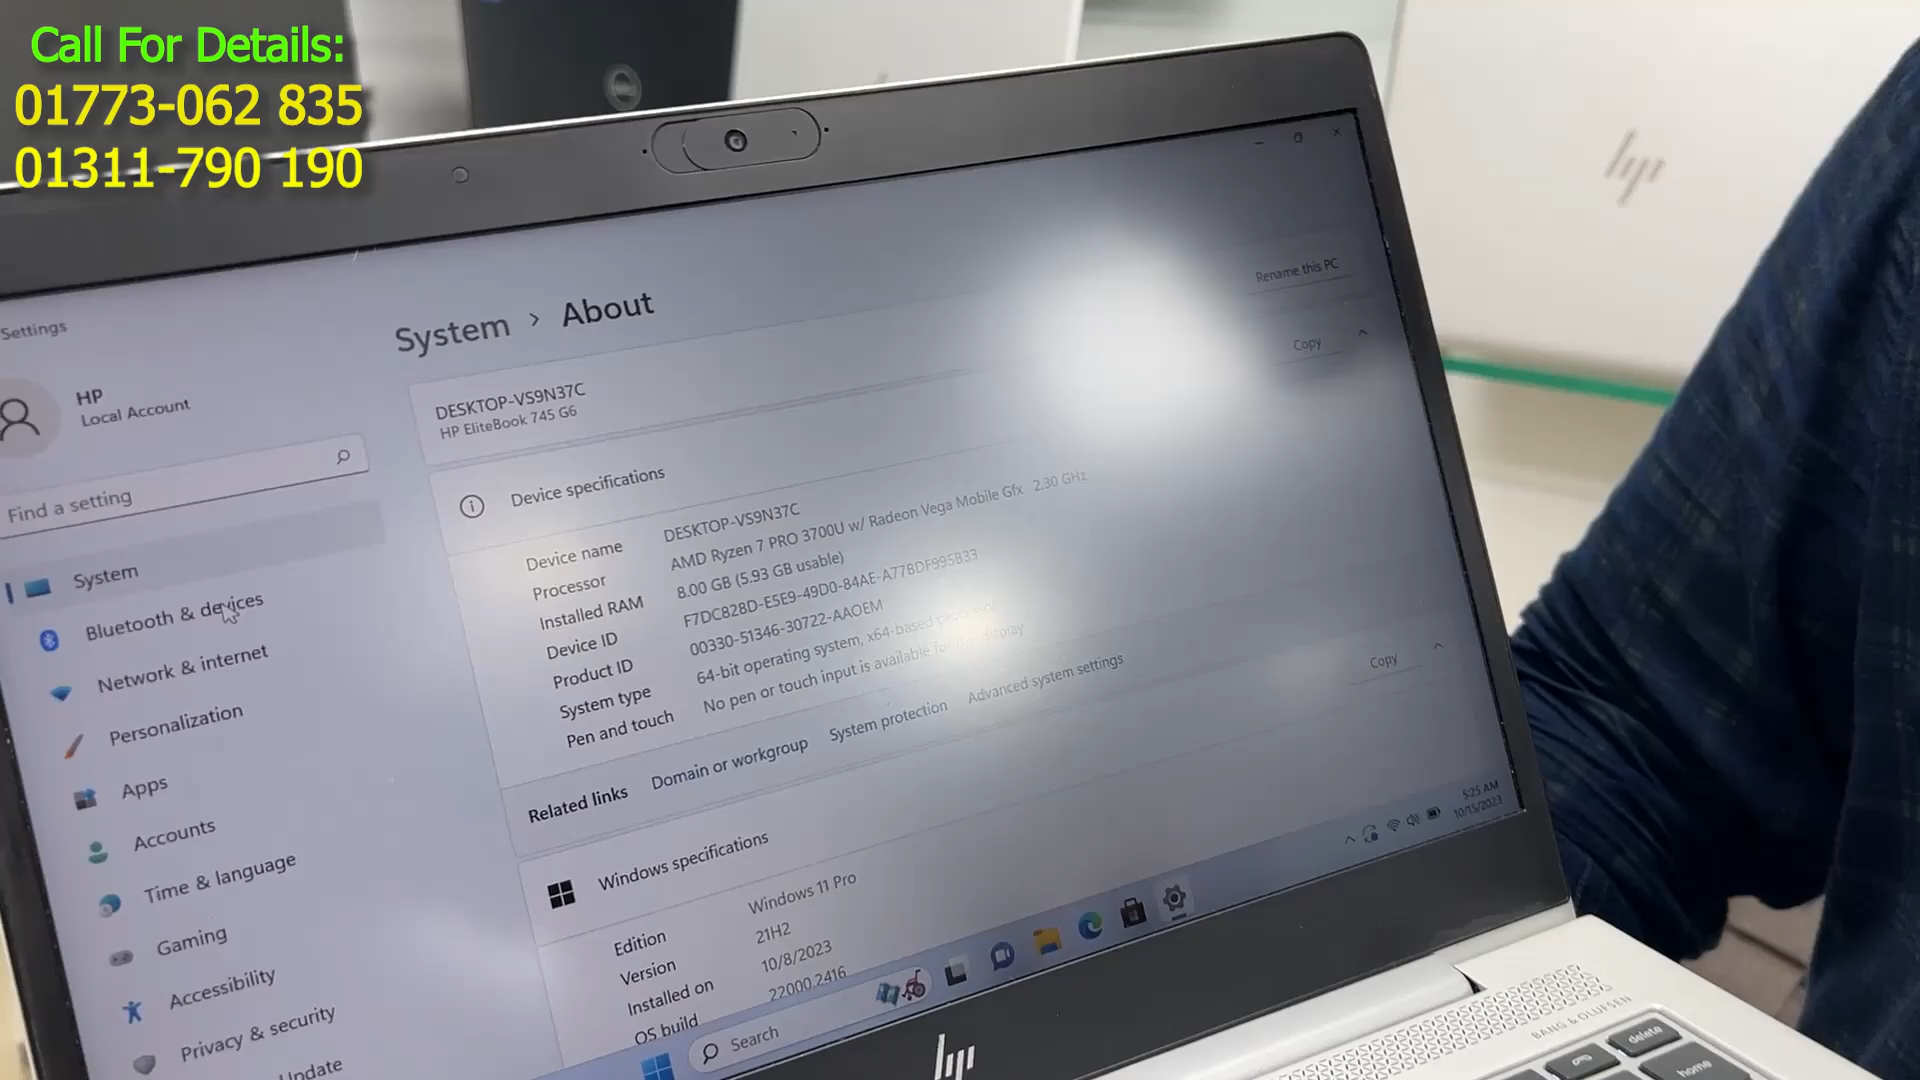 Call For Details:
01773-062 835
01311-790 190
Settings
HP
Local Account
Find a setting
System
Bluetooth & devices
Network & internet
Personalization
Apps
Accounts
Time & language
Gaming
Accessibility
Privacy & security
Update
System > About
Rename this PC
DESKTOP-VS9N37C
HP EliteBook 745 G6
Copy
Device specifications
Device name DESKTOP-VS9N37C
Processor AMD Ryzen 7 PRO 3700U w/ Radeon Vega Mobile Gfx 2.30 GHz
Installed RAM 8.00 GB (5.93 GB usable)
Device ID F7DC828D-E5E9-49D0-84AE-A77BDF995B33
Product ID 00330-51346-30722-AAOEM
System type 64-bit operating system, x64-based processor
Pen and touch No pen or touch input is available for this display
Related links Domain or workgroup System protection Advanced system settings
Copy
Windows specifications
Edition Windows 11 Pro
Version 21H2
Installed on 10/8/2023
OS build 22000.2416
Search
5:25 AM
10/15/2023
hp
hp
BANG & OLUFSEN
delete
home